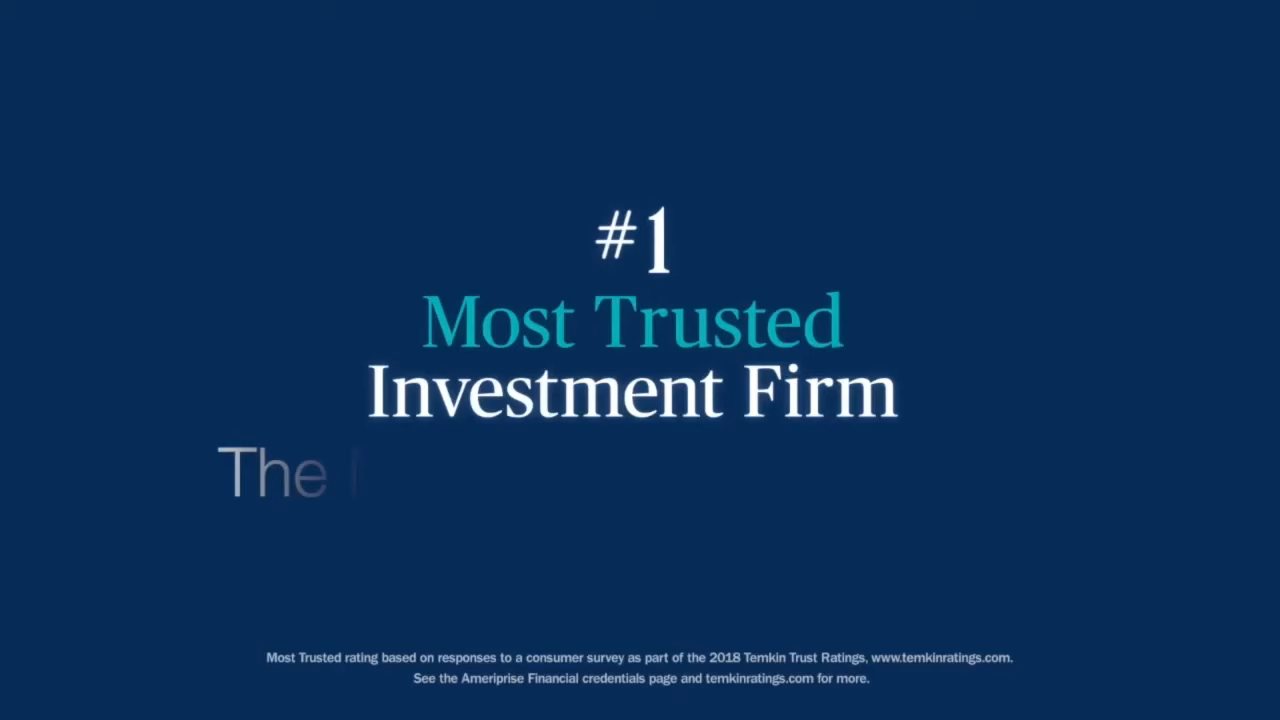 #1
Most Trusted
Investment Firm
The
Most Trusted rating based on responses to a consumer survey as part of the 2018 Temkin Trust Ratings, www.temkinratings.com.
See the Ameriprise Financial credentials page and temkinratings.com for more.